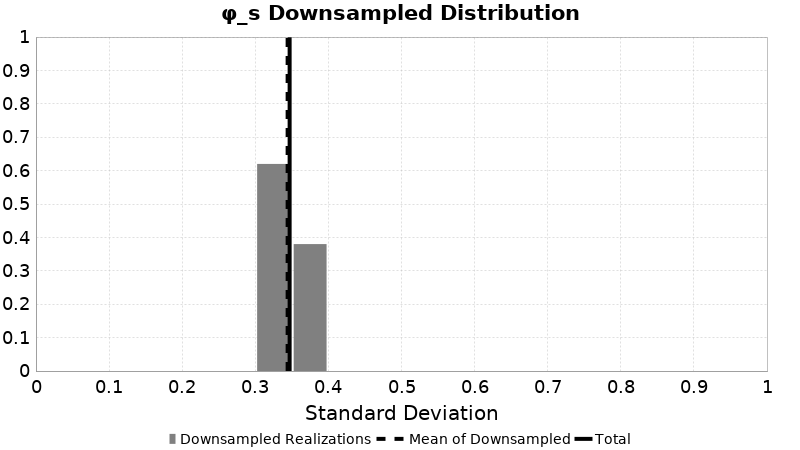 φ_s Downsampled Distribution
1
0.9
0.8
0.7
0.6
0.5
0.4
0.3
0.2
0.1
0
0 0.1 0.2 0.3 0.4 0.5 0.6 0.7 0.8 0.9 1
Standard Deviation
Downsampled Realizations Mean of Downsampled Total